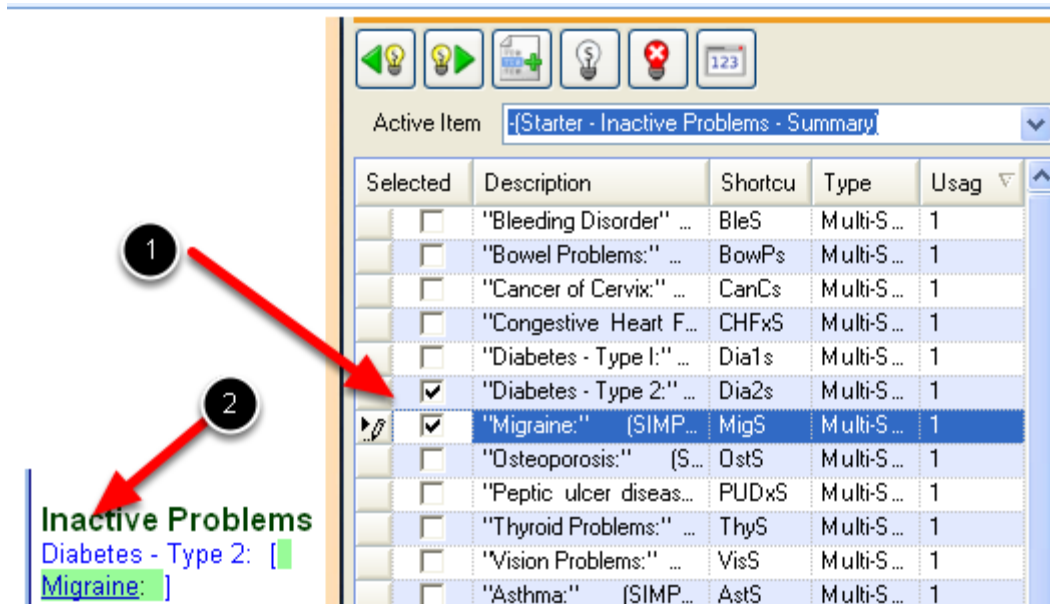 123
Active Item -(Starter - Inactive Problems - Summary)
Selected Description Shortcu Type Usag
"Bleeding Disorder" ... BleS Multi-S... 1
"Bowel Problems:" ... BowPs Multi-S... 1
"Cancer of Cervix:" ... CanCs Multi-S... 1
"Congestive Heart F... CHFxS Multi-S... 1
"Diabetes - Type I:" ... Dia1s Multi-S... 1
"Diabetes - Type 2:" ... Dia2s Multi-S... 1
"Migraine:" (SIMP... MigS Multi-S... 1
"Osteoporosis:" (S... OstS Multi-S... 1
"Peptic ulcer diseas... PUDxS Multi-S... 1
"Thyroid Problems:" ... ThyS Multi-S... 1
"Vision Problems:" ... VisS Multi-S... 1
"Asthma:" (SIMP... AstS Multi-S... 1
1
2
Inactive Problems
Diabetes - Type 2: [
Migraine: ]